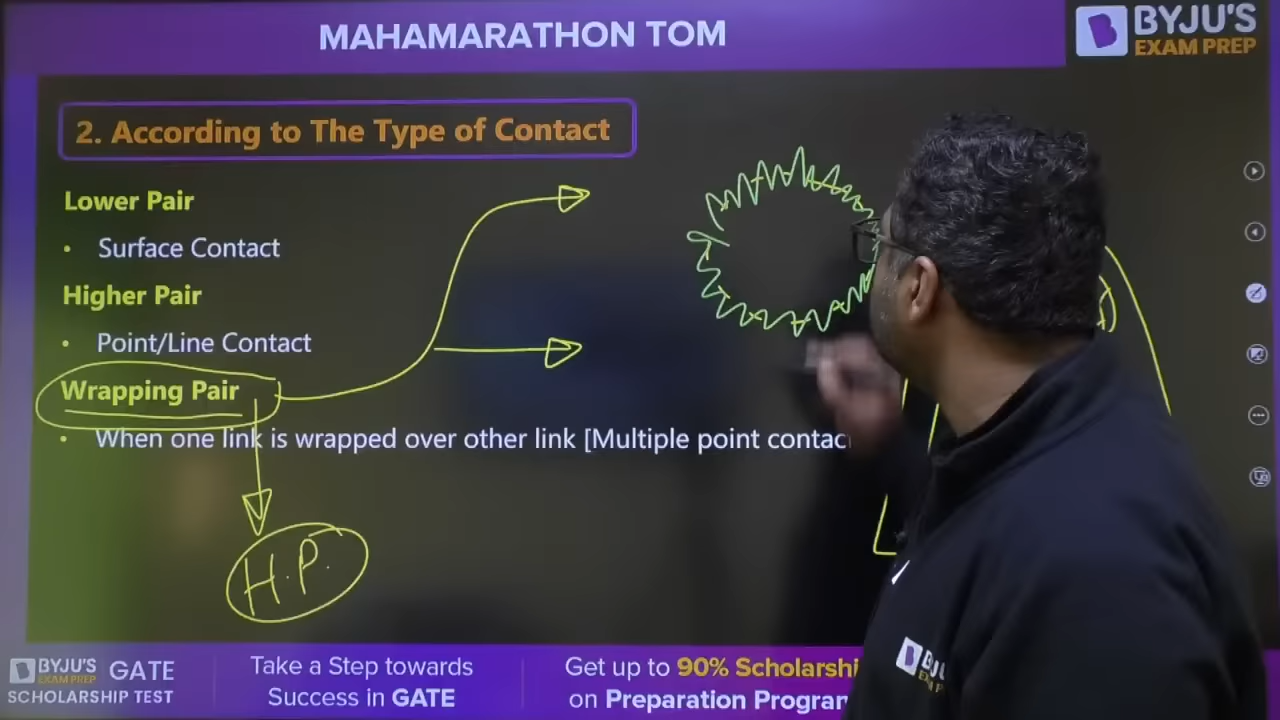 MAHAMARATHON TOM
BYJU'S
EXAM PREP
2. According to The Type of Contact
Lower Pair
• Surface Contact
Higher Pair
• Point/Line Contact
Wrapping Pair
• When one link is wrapped over other link [Multiple point contac
H.P.
BYJU'S
EXAM PREP
GATE
SCHOLARSHIP TEST
Take a Step towards
Success in GATE
Get up to 90% Scholarshi
on Preparation Program